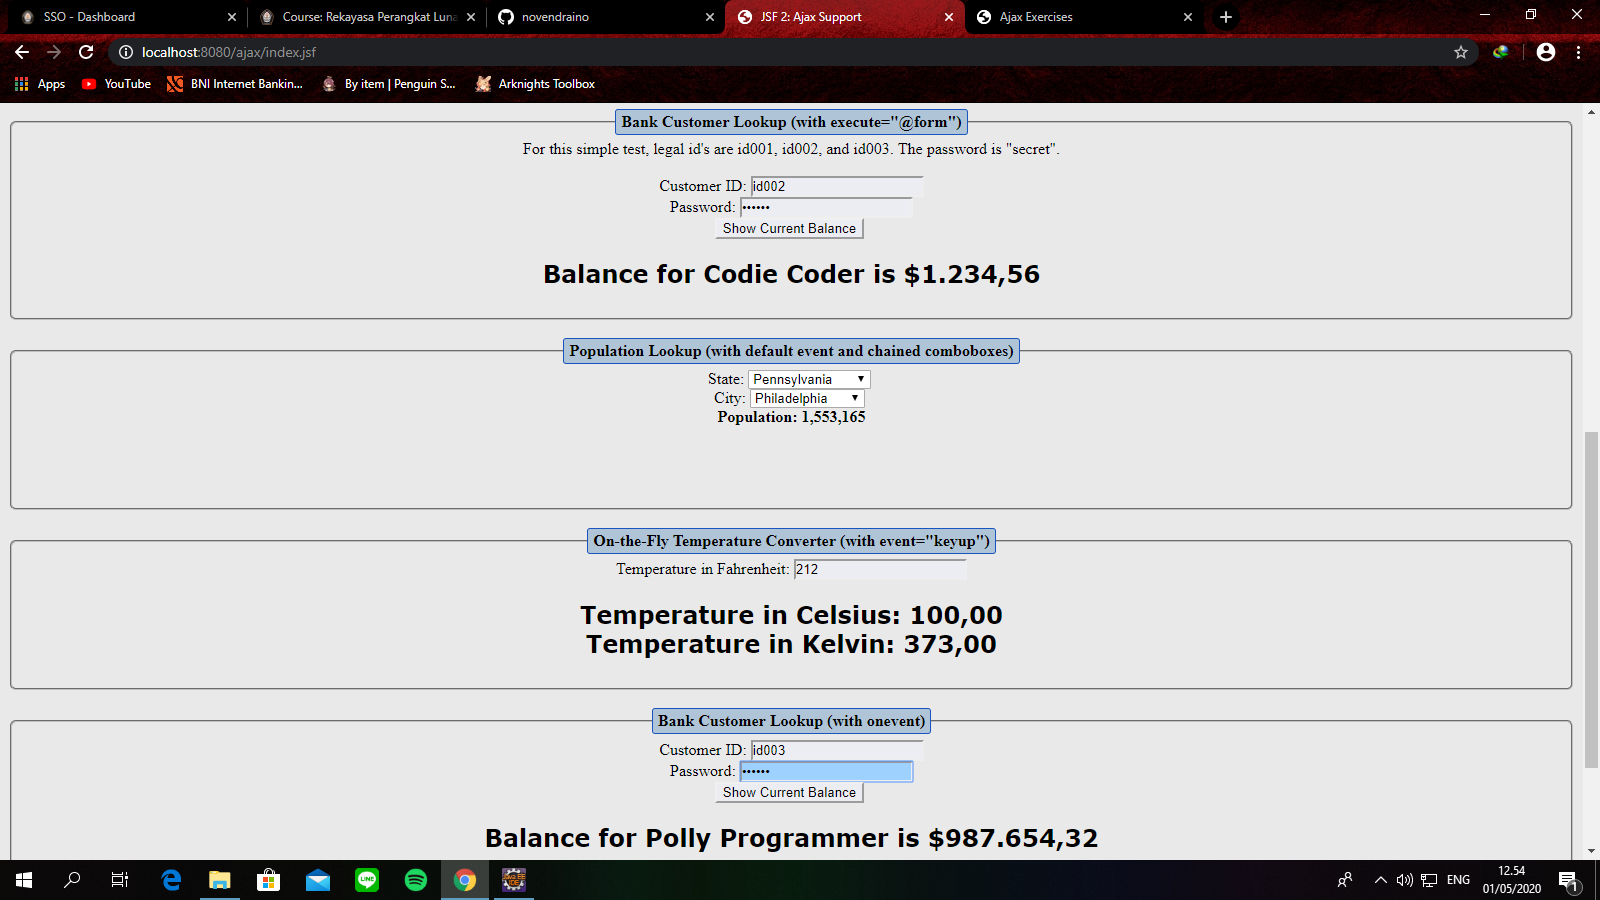 SSO - Dashboard
Course: Rekayasa Perangkat Luna
novendraino
JSF 2: Ajax Support
Ajax Exercises
localhost:8080/ajax/index.jsf
Apps
YouTube
BNI Internet Bankin...
By item | Penguin S...
Arknights Toolbox
Bank Customer Lookup (with execute="@form")
For this simple test, legal id's are id001, id002, and id003. The password is "secret".
Customer ID: id002
Password: ••••••
Show Current Balance
Balance for Codie Coder is $1.234,56
Population Lookup (with default event and chained comboboxes)
State: Pennsylvania
City: Philadelphia
Population: 1,553,165
On-the-Fly Temperature Converter (with event="keyup")
Temperature in Fahrenheit: 212
Temperature in Celsius: 100,00
Temperature in Kelvin: 373,00
Bank Customer Lookup (with onevent)
Customer ID: id003
Password: ••••••
Show Current Balance
Balance for Polly Programmer is $987.654,32
ENG
12.54
01/05/2020
1